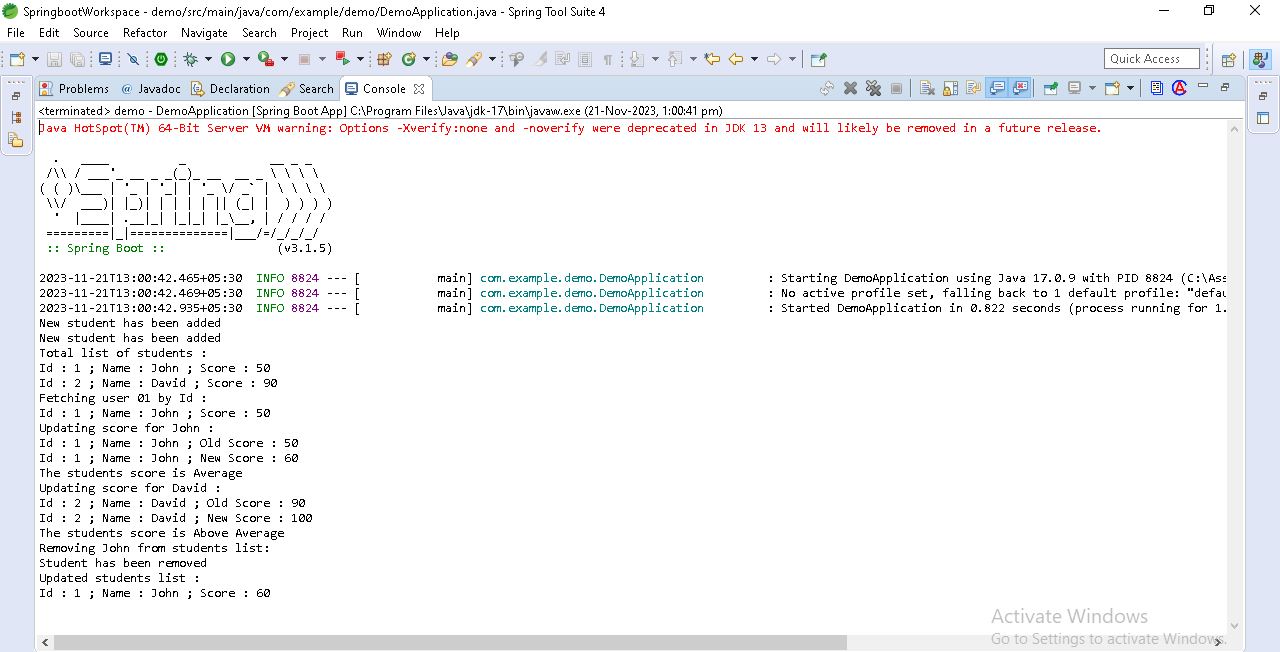 SpringbootWorkspace - demo/src/main/java/com/example/demo/DemoApplication.java - Spring Tool Suite 4
File Edit Source Refactor Navigate Search Project Run Window Help
Quick Access
Problems @ Javadoc Declaration Search Console
<terminated> demo - DemoApplication [Spring Boot App] C:\Program Files\Java\jdk-17\bin\javaw.exe (21-Nov-2023, 1:00:41 pm)
Java HotSpot(TM) 64-Bit Server VM warning: Options -Xverify:none and -noverify were deprecated in JDK 13 and will likely be removed in a future release.
  .   ____          _            __ _ _
 /\\ / ___'_ __ _ _(_)_ __  __ _ \ \ \ \
( ( )\___ | '_ | '_| | '_ \/ _` | \ \ \ \
 \\/  ___)| |_)| | | | | || (_| |  ) ) ) )
  '  |____| .__|_| |_|_| |_\__, | / / / /
 =========|_|==============|___/=/_/_/_/
:: Spring Boot :: (v3.1.5)
2023-11-21T13:00:42.465+05:30 INFO 8824 --- [ main] com.example.demo.DemoApplication : Starting DemoApplication using Java 17.0.9 with PID 8824 (C:\Ass
2023-11-21T13:00:42.469+05:30 INFO 8824 --- [ main] com.example.demo.DemoApplication : No active profile set, falling back to 1 default profile: "defau
2023-11-21T13:00:42.935+05:30 INFO 8824 --- [ main] com.example.demo.DemoApplication : Started DemoApplication in 0.822 seconds (process running for 1.
New student has been added
New student has been added
Total list of students :
Id : 1 ; Name : John ; Score : 50
Id : 2 ; Name : David ; Score : 90
Fetching user 01 by Id :
Id : 1 ; Name : John ; Score : 50
Updating score for John :
Id : 1 ; Name : John ; Old Score : 50
Id : 1 ; Name : John ; New Score : 60
The students score is Average
Updating score for David :
Id : 2 ; Name : David ; Old Score : 90
Id : 2 ; Name : David ; New Score : 100
The students score is Above Average
Removing John from students list:
Student has been removed
Updated students list :
Id : 1 ; Name : John ; Score : 60
Activate Windows
Go to Settings to activate Windows.